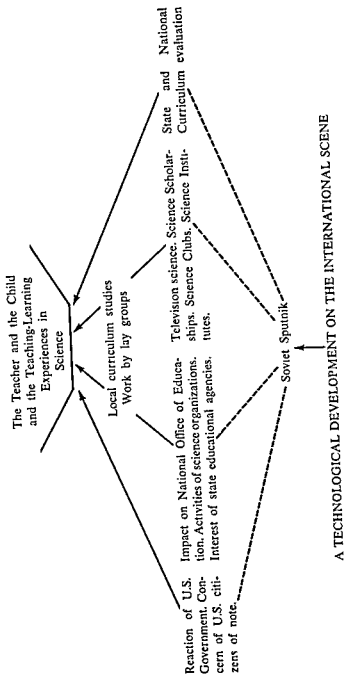 The Teacher and the Child
and the Teaching-Learning
Experiences in
Science
Local curriculum studies
Work by lay groups
Reaction of U.S.
Government. Con-
cern of U.S. citi-
zens of note.
Impact on National Office of Educa-
tion. Activities of science organizations.
Interest of state educational agencies.
Television science. Science Scholar-
ships. Science Clubs. Science Insti-
tutes.
State and National
Curriculum evaluation
Soviet Sputnik
A TECHNOLOGICAL DEVELOPMENT ON THE INTERNATIONAL SCENE